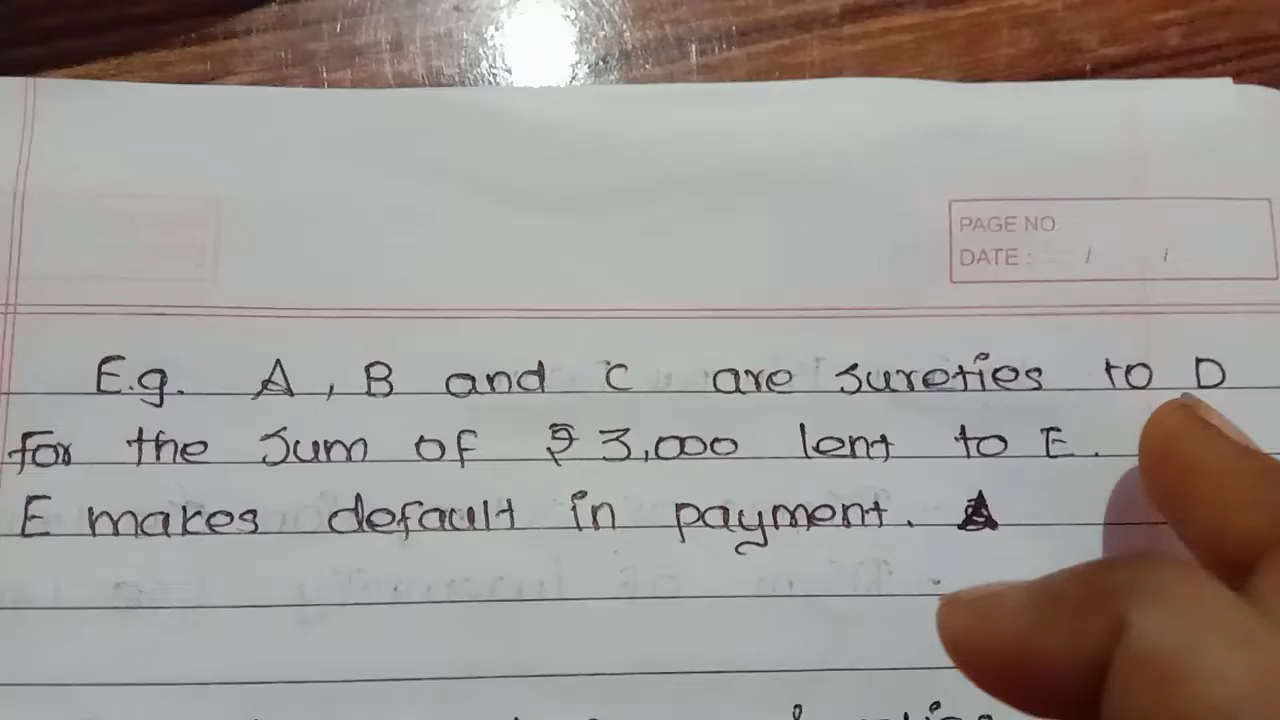 PAGE NO
DATE : / /
E.g. A, B and C are sureties to D
for the sum of ₹ 3,000 lent to E.
E makes default in payment.